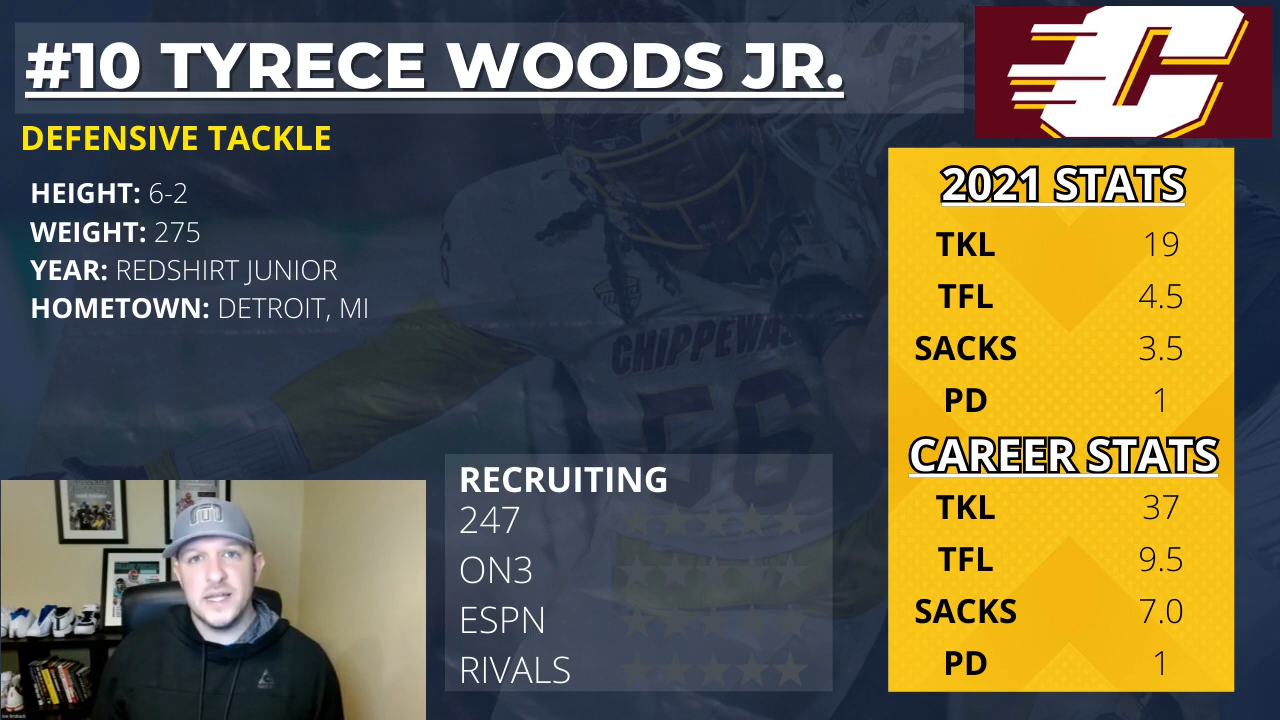 #10 TYRECE WOODS JR.
DEFENSIVE TACKLE
HEIGHT: 6-2
WEIGHT: 275
YEAR: REDSHIRT JUNIOR
HOMETOWN: DETROIT, MI
C
2021 STATS
TKL 19
TFL 4.5
SACKS 3.5
PD 1
CAREER STATS
TKL 37
TFL 9.5
SACKS 7.0
PD 1
CHIPPEWAS
56
RECRUITING
247
ON3
ESPN
RIVALS